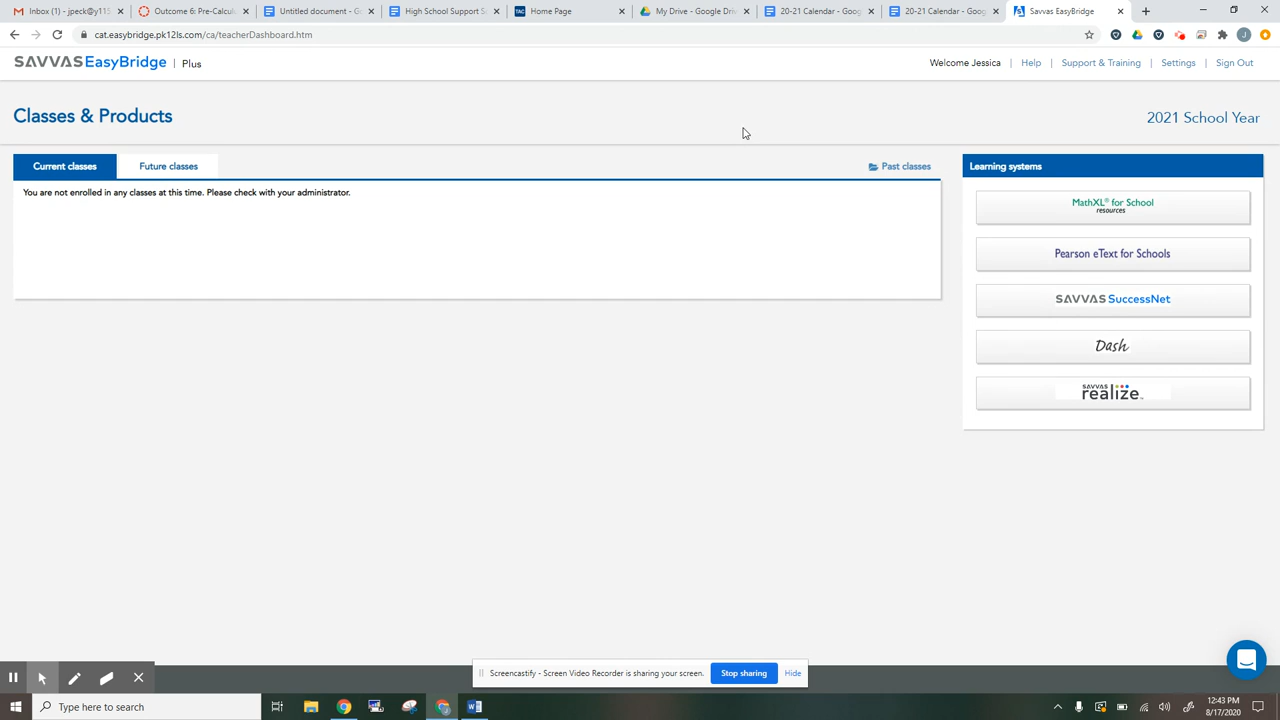 Inbox (1) - jpeck@y115
Outcome 6: Pre-Calcul
Untitled document - Go
High School Support Sc
TAC
Home Page
My Drive - Google Driv
20-21 Calendar - Goog
20-21 Calendar - Goog
Savvas EasyBridge
cat.easybridge.pk12ls.com/ca/teacherDashboard.htm
J
SAVVAS EasyBridge | Plus
Welcome Jessica | Help | Support & Training | Settings | Sign Out
Classes & Products
2021 School Year
Current classes
Future classes
Past classes
Learning systems
You are not enrolled in any classes at this time. Please check with your administrator.
MathXL® for School
resources
Pearson eText for Schools
SAVVAS SuccessNet
Dash
SAVVAS
realize™
Screencastify - Screen Video Recorder is sharing your screen.
Stop sharing
Hide
Type here to search
12:43 PM
8/17/2020